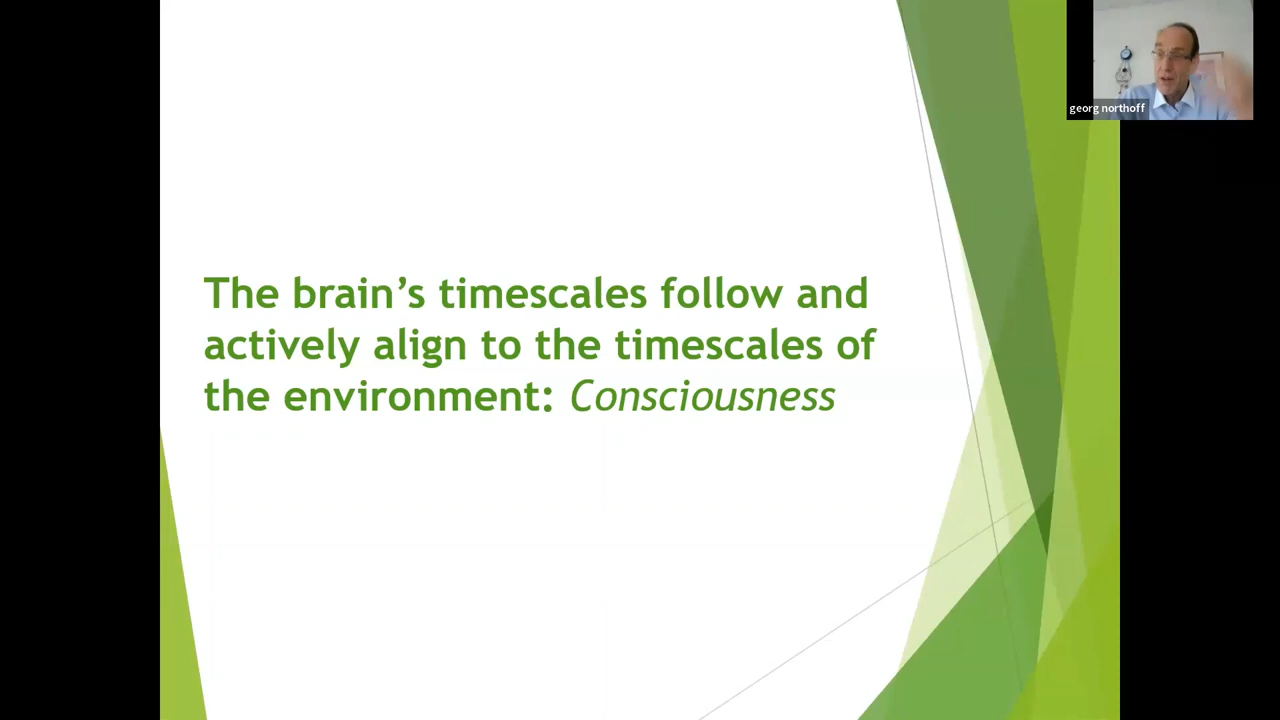 georg northoff
The brain’s timescales follow and
actively align to the timescales of
the environment: Consciousness